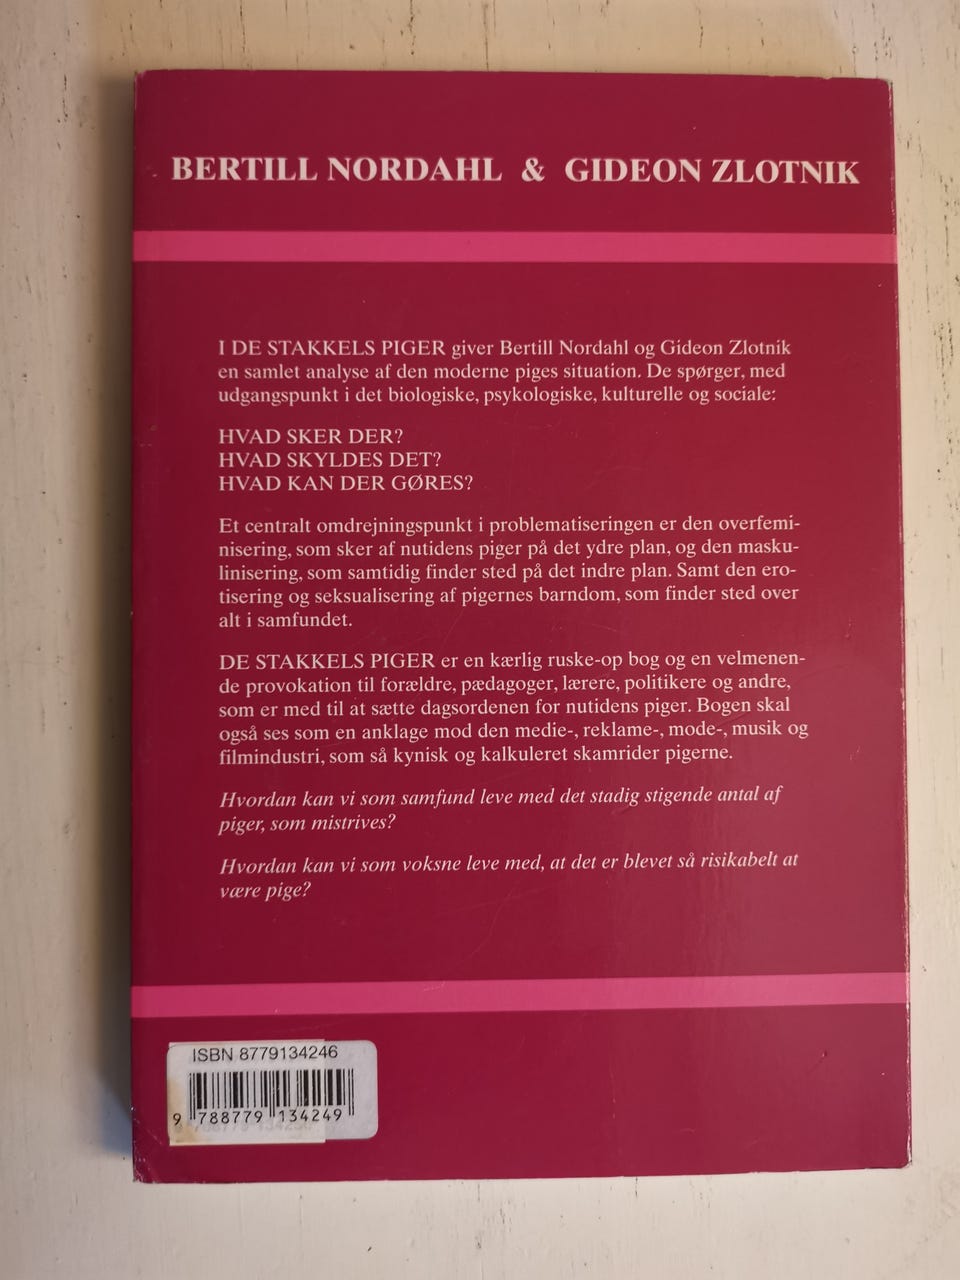 BERTILL NORDAHL & GIDEON ZLOTNIK
I DE STAKKELS PIGER giver Bertill Nordahl og Gideon Zlotnik
en samlet analyse af den moderne piges situation. De spørger, med
udgangspunkt i det biologiske, psykologiske, kulturelle og sociale:
HVAD SKER DER?
HVAD SKYLDES DET?
HVAD KAN DER GØRES?
Et centralt omdrejningspunkt i problematiseringen er den overfemi-
nisering, som sker af nutidens piger på det ydre plan, og den masku-
linisering, som samtidig finder sted på det indre plan. Samt den ero-
tisering og seksualisering af pigernes barndom, som finder sted over
alt i samfundet.
DE STAKKELS PIGER er en kærlig ruske-op bog og en velmenen-
de provokation til forældre, pædagoger, lærere, politikere og andre,
som er med til at sætte dagsordenen for nutidens piger. Bogen skal
også ses som en anklage mod den medie-, reklame-, mode-, musik og
filmindustri, som så kynisk og kalkuleret skamrider pigerne.
Hvordan kan vi som samfund leve med det stadig stigende antal af
piger, som mistrives?
Hvordan kan vi som voksne leve med, at det er blevet så risikabelt at
være pige?
ISBN 8779134246
9 788779 134249